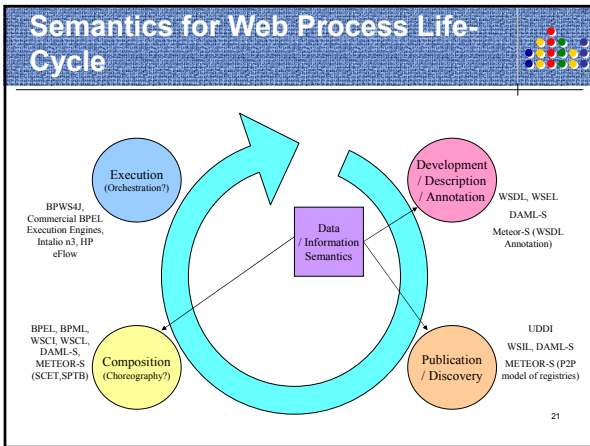 Semantics for Web Process Life-
Cycle
Execution
(Orchestration?)
BPWS4J,
Commercial BPEL
Execution Engines,
Intalio n3, HP
eFlow
Development
/ Description
/ Annotation
WSDL, WSEL
DAML-S
Meteor-S (WSDL
Annotation)
Data
/ Information
Semantics
BPEL, BPML,
WSCI, WSCL,
DAML-S,
METEOR-S
(SCET,SPTB)
Composition
(Choreography?)
Publication
/ Discovery
UDDI
WSIL, DAML-S
METEOR-S (P2P
model of registries)
21